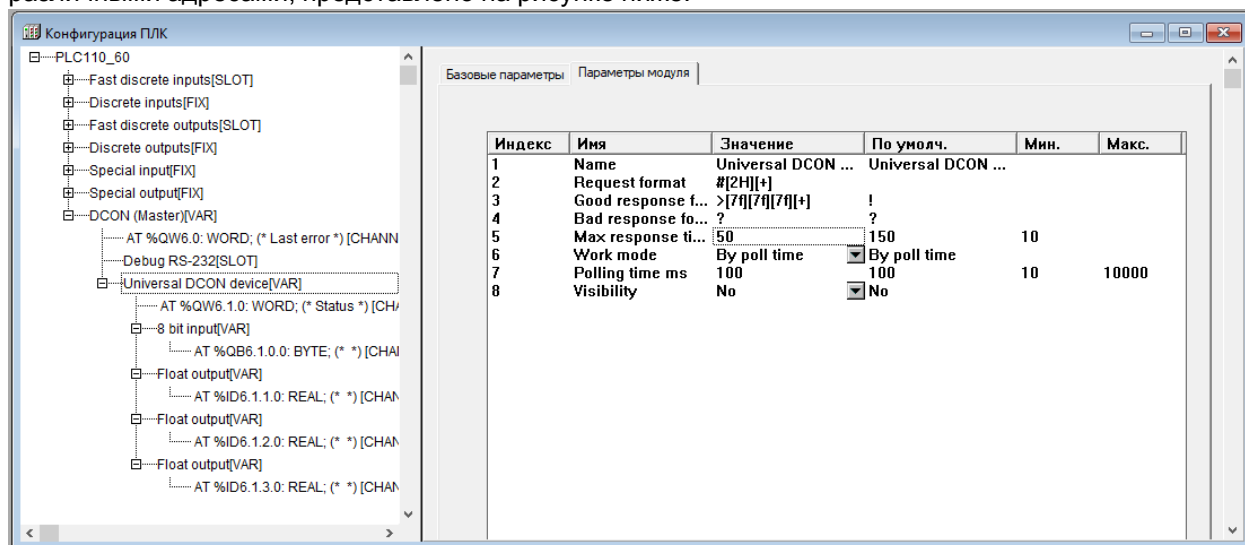 различными адресами, представлено на рисунке ниже.
Конфигурация ПЛК
PLC110_60
Fast discrete inputs[SLOT]
Discrete inputs[FIX]
Fast discrete outputs[SLOT]
Discrete outputs[FIX]
Special input[FIX]
Special output[FIX]
DCON (Master)[VAR]
AT %QW6.0: WORD; (* Last error *) [CHANN
Debug RS-232[SLOT]
Universal DCON device[VAR]
AT %QW6.1.0: WORD; (* Status *) [CHA
8 bit input[VAR]
AT %QB6.1.0.0: BYTE; (* *) [CHAI
Float output[VAR]
AT %ID6.1.1.0: REAL; (* *) [CHAN
Float output[VAR]
AT %ID6.1.2.0: REAL; (* *) [CHAN
Float output[VAR]
AT %ID6.1.3.0: REAL; (* *) [CHAN
Базовые параметры Параметры модуля
Индекс Имя Значение По умолч. Мин. Макс.
1 Name Universal DCON ... Universal DCON ...
2 Request format #[2H][+]
3 Good response f... >[7f][7f][7f][+] !
4 Bad response fo... ? ?
5 Max response ti... 50 150 10
6 Work mode By poll time By poll time
7 Polling time ms 100 100 10 10000
8 Visibility No No